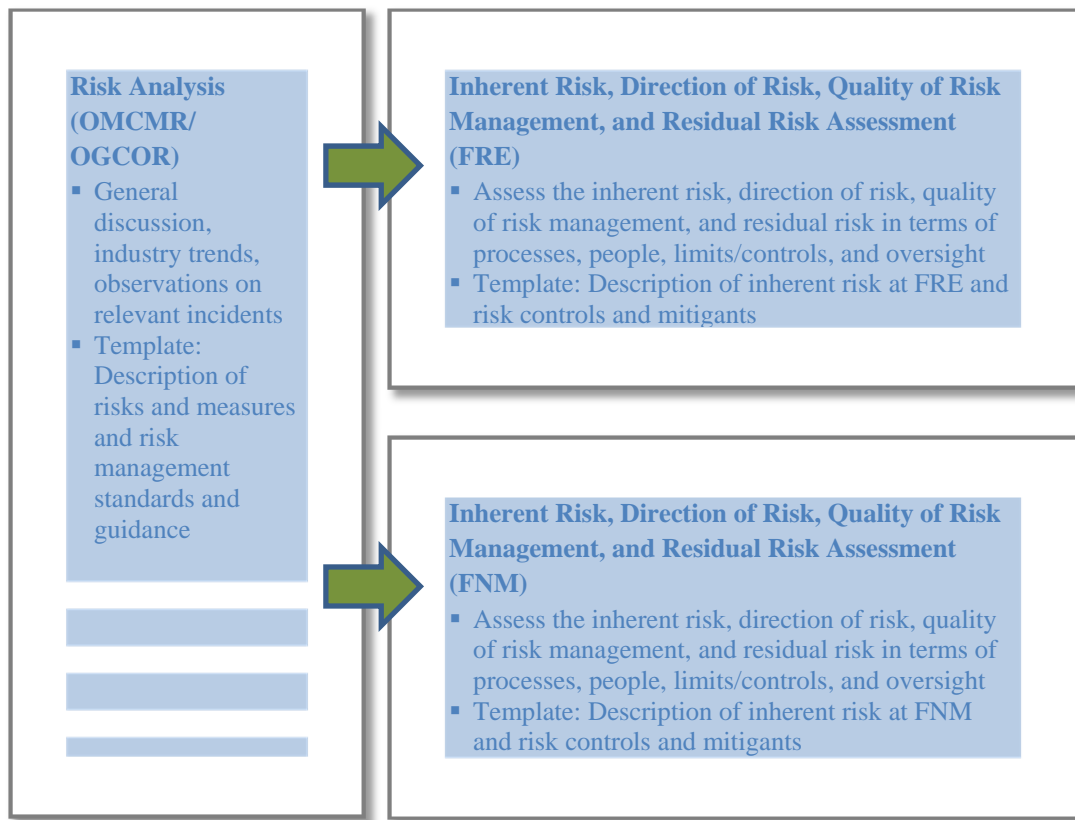 Risk Analysis
(OMCMR/
OGCOR)
▪ General
discussion,
industry trends,
observations on
relevant incidents
▪ Template:
Description of
risks and measures
and risk
management
standards and
guidance
Inherent Risk, Direction of Risk, Quality of Risk
Management, and Residual Risk Assessment
(FRE)
▪ Assess the inherent risk, direction of risk, quality
of risk management, and residual risk in terms of
processes, people, limits/controls, and oversight
▪ Template: Description of inherent risk at FRE and
risk controls and mitigants
Inherent Risk, Direction of Risk, Quality of Risk
Management, and Residual Risk Assessment
(FNM)
▪ Assess the inherent risk, direction of risk, quality
of risk management, and residual risk in terms of
processes, people, limits/controls, and oversight
▪ Template: Description of inherent risk at FNM
and risk controls and mitigants